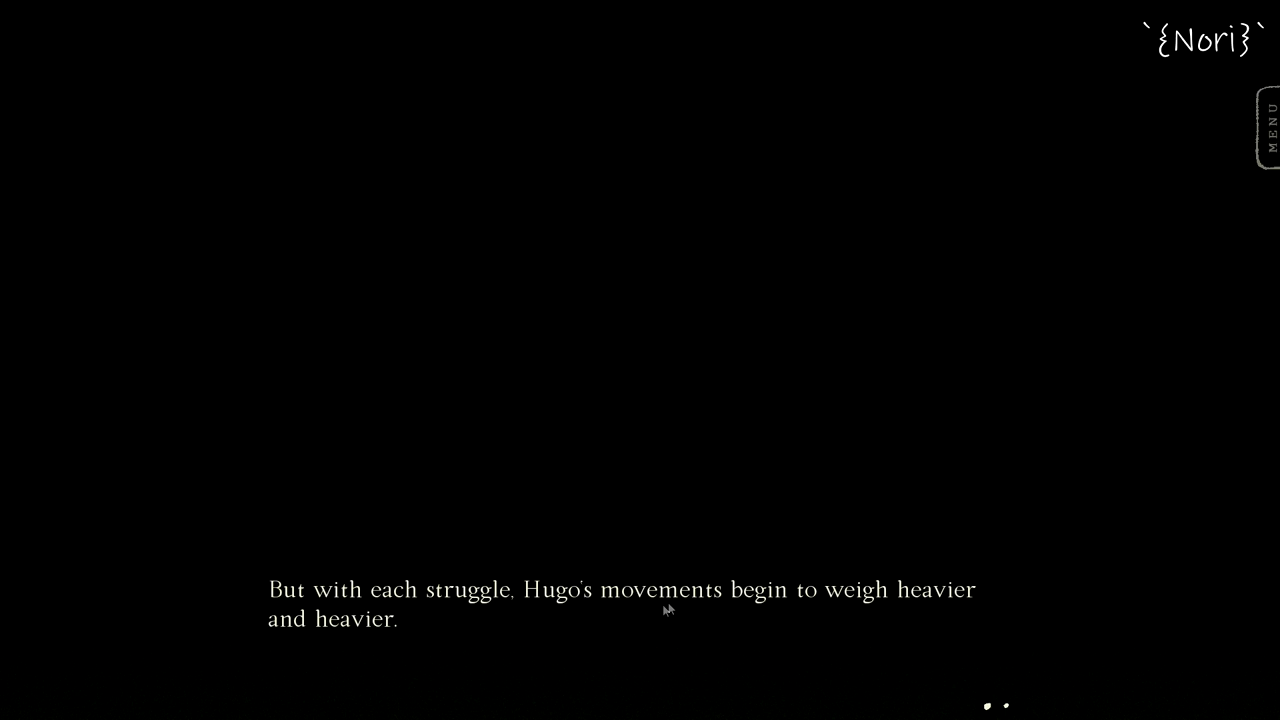 `{Nori}`
MENU
But with each struggle, Hugo's movements begin to weigh heavier
and heavier.